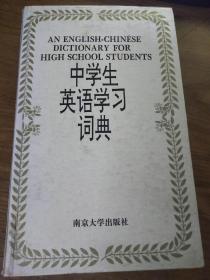 AN ENGLISH-CHINESE
DICTIONARY FOR
HIGH SCHOOL STUDENTS
中学生
英语学习
词典
南京大学出版社